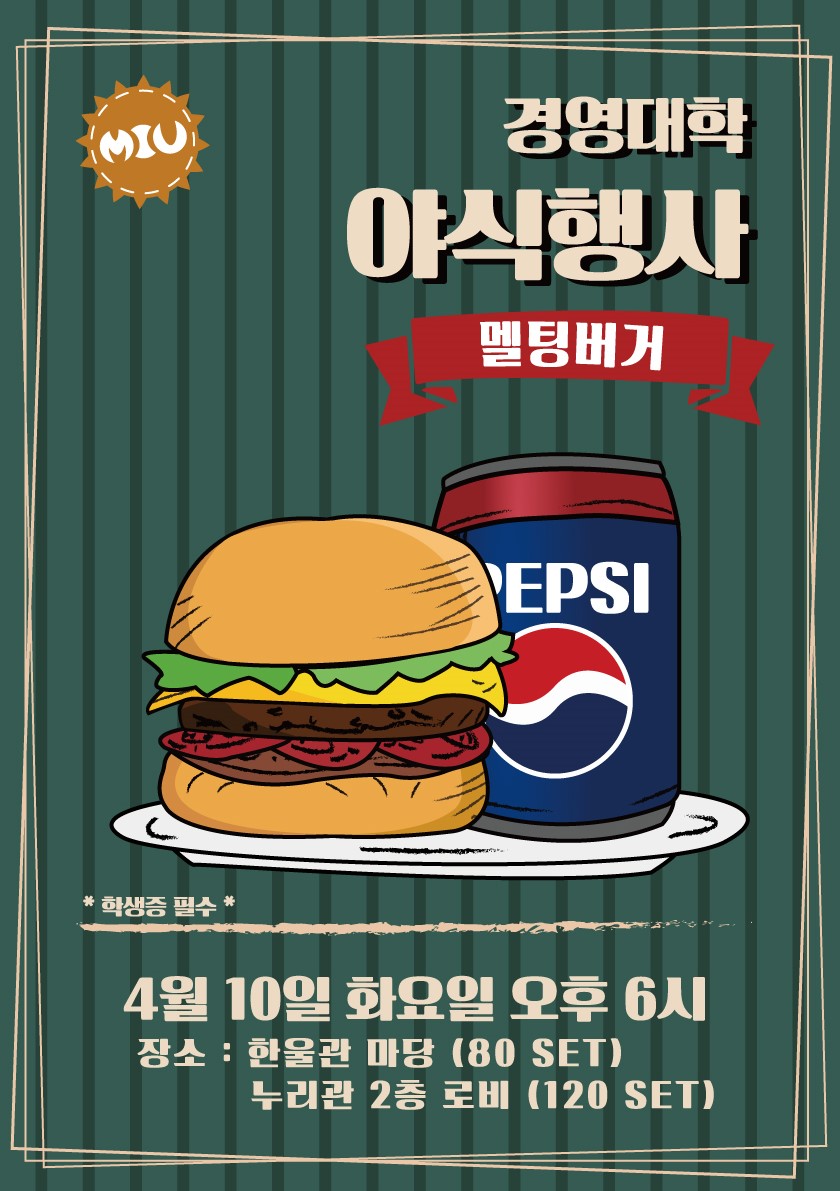 MIU
경영대학
야식행사
멜팅버거
PEPSI
* 학생증 필수 *
4월 10일 화요일 오후 6시
장소 : 한울관 마당 (80 SET)
누리관 2층 로비 (120 SET)